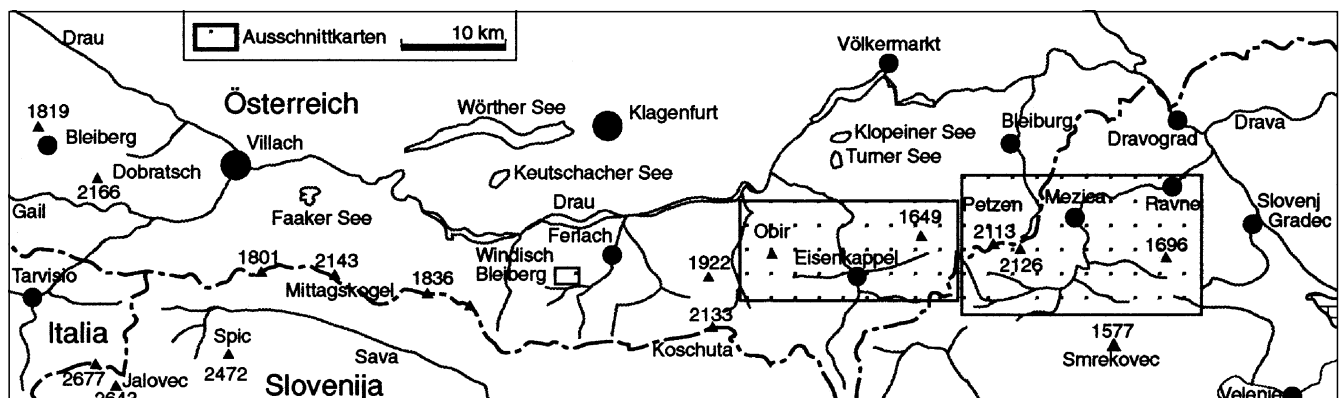 Drau
Ausschnittkarten
10 km
Völkermarkt
1819
Bleiberg
Österreich
Villach
Wörther See
Klagenfurt
Klopeiner See
Turner See
Bleiburg
Dravograd
Drava
Dobratsch
2166
Keutschacher See
Gail
Faaker See
Drau
Ferlach
Windisch
Bleiberg
Obir
1649
Eisenkappel
Petzen
2113
2126
Mezica
Ravne
1696
Slovenj
Gradec
Tarvisio
1801
2143
Mittagskogel
1836
1922
2133
Koschuta
1577
Smrekovec
Italia
Spic
2472
Sava
2677
Jalovec
2643
Slovenija
Velenje